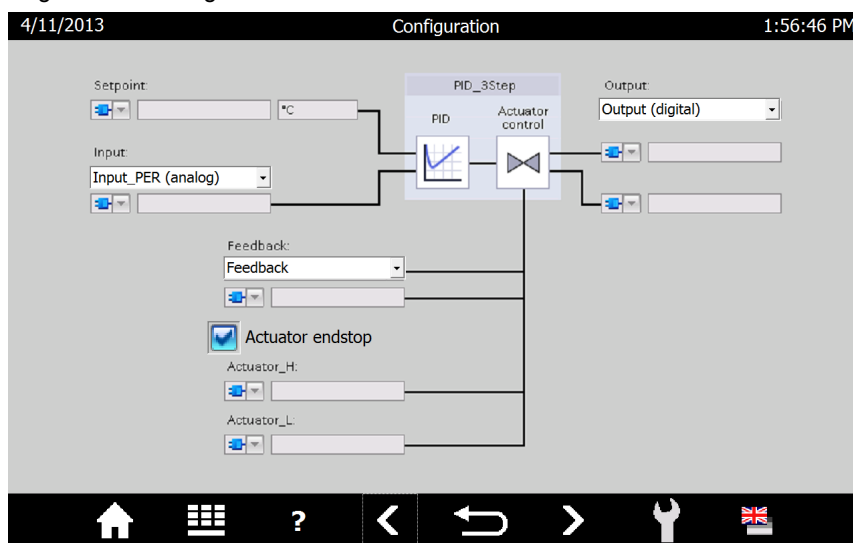 4/11/2013 Configuration 1:56:46 PM
PID_3Step
Setpoint:
°C
Output:
Output (digital)
PID
Actuator
control
Input:
Input_PER (analog)
Feedback:
Feedback
Actuator endstop
Actuator_H:
Actuator_L:
?